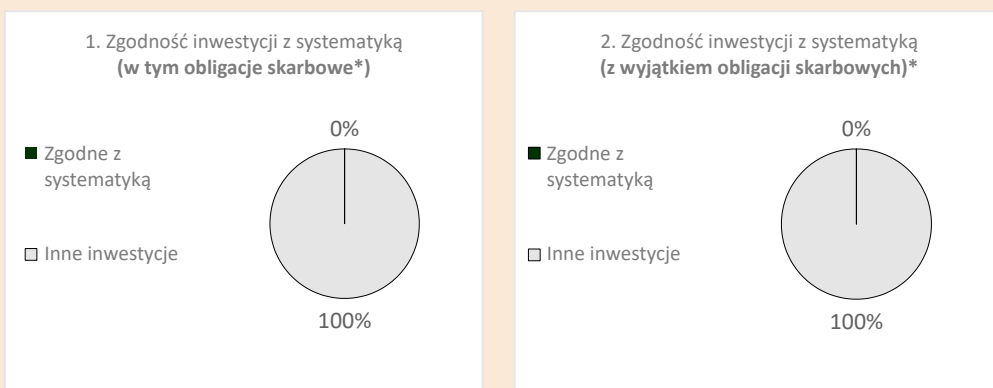 1. Zgodność inwestycji z systematyką
(w tym obligacje skarbowe*)
0%
Zgodne z
systematyką
Inne inwestycje
100%
2. Zgodność inwestycji z systematyką
(z wyjątkiem obligacji skarbowych)*
0%
Zgodne z
systematyką
Inne inwestycje
100%